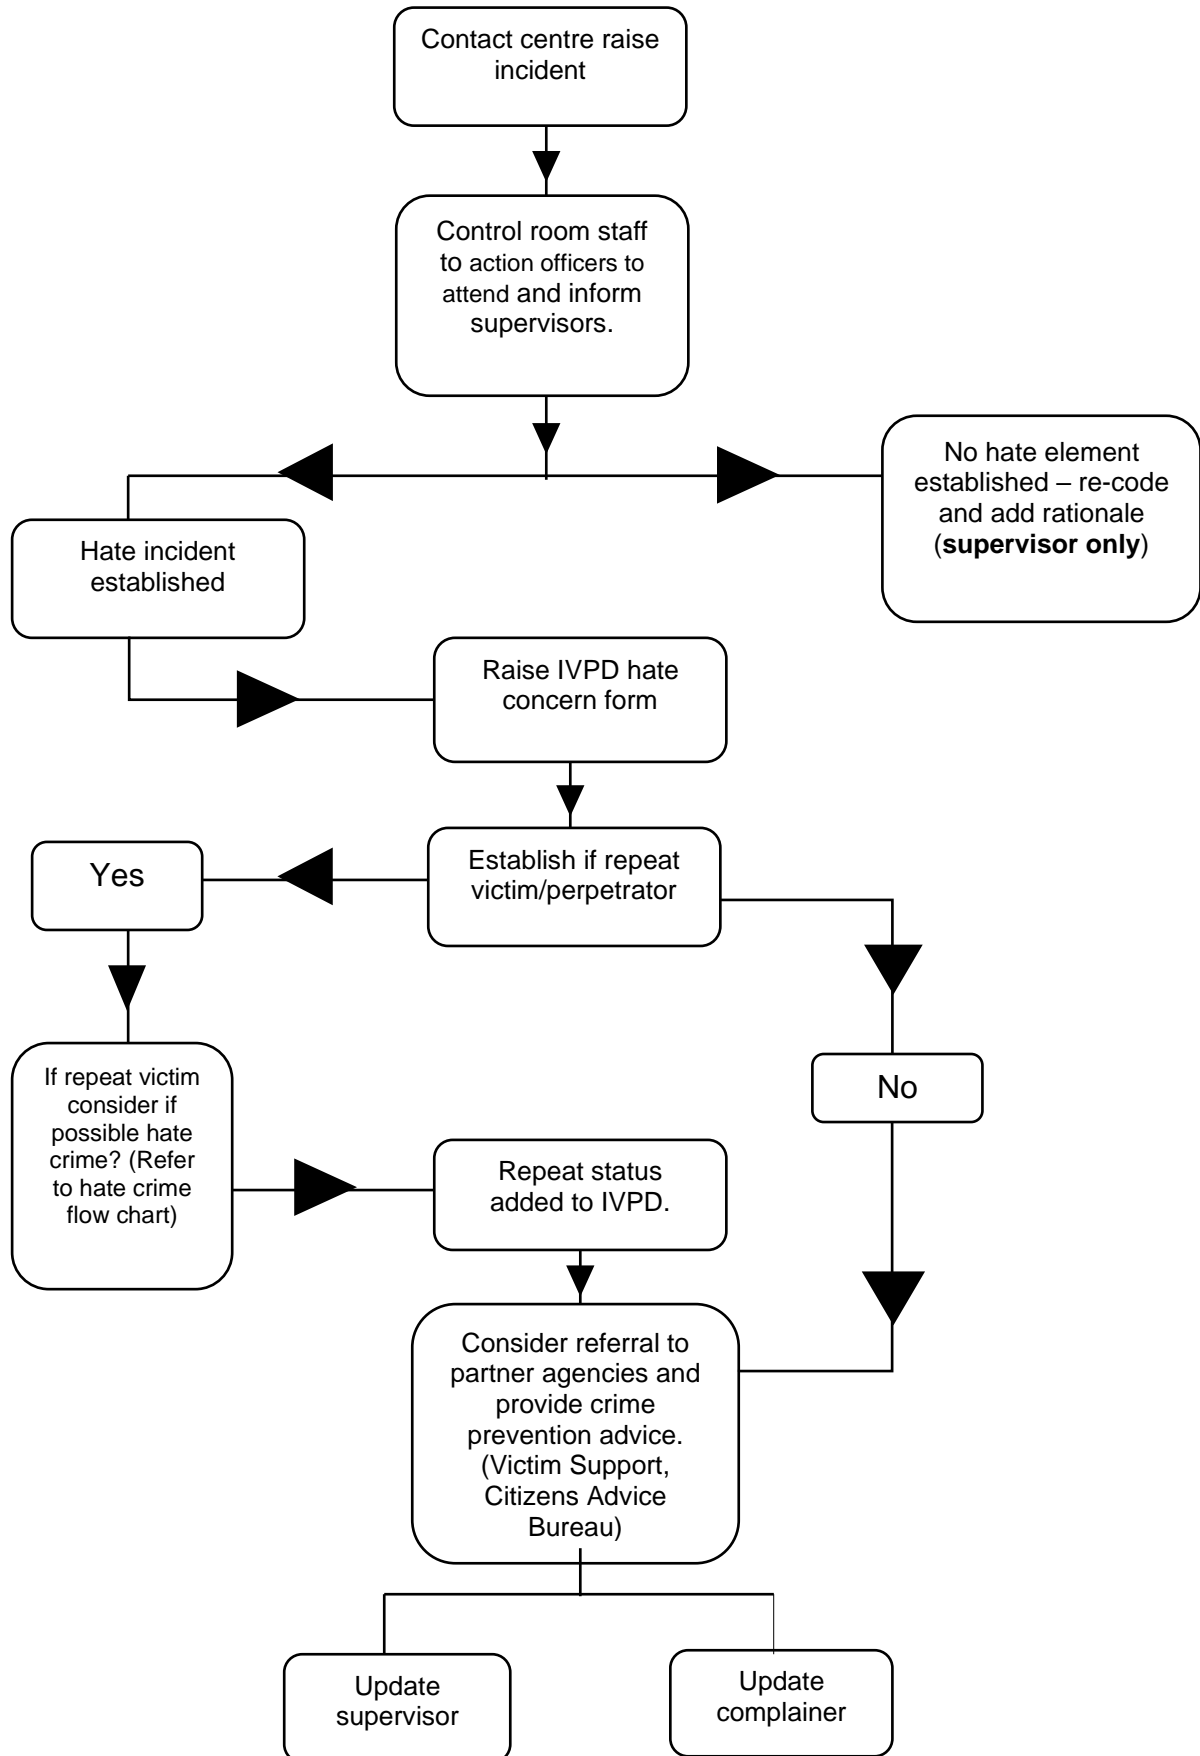 Contact centre raise
incident
Control room staff
to action officers to
attend and inform
supervisors.
No hate element
established – re-code
and add rationale
(supervisor only)
Hate incident
established
Raise IVPD hate
concern form
Establish if repeat
victim/perpetrator
Yes
No
If repeat victim
consider if
possible hate
crime? (Refer
to hate crime
flow chart)
Repeat status
added to IVPD.
Consider referral to
partner agencies and
provide crime
prevention advice.
(Victim Support,
Citizens Advice
Bureau)
Update
supervisor
Update
complainer